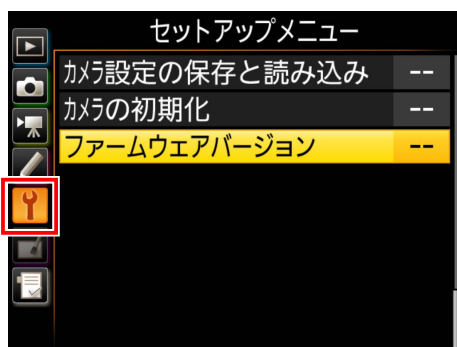 セットアップメニュー
カメラ設定の保存と読み込み --
カメラの初期化 --
ファームウェアバージョン --